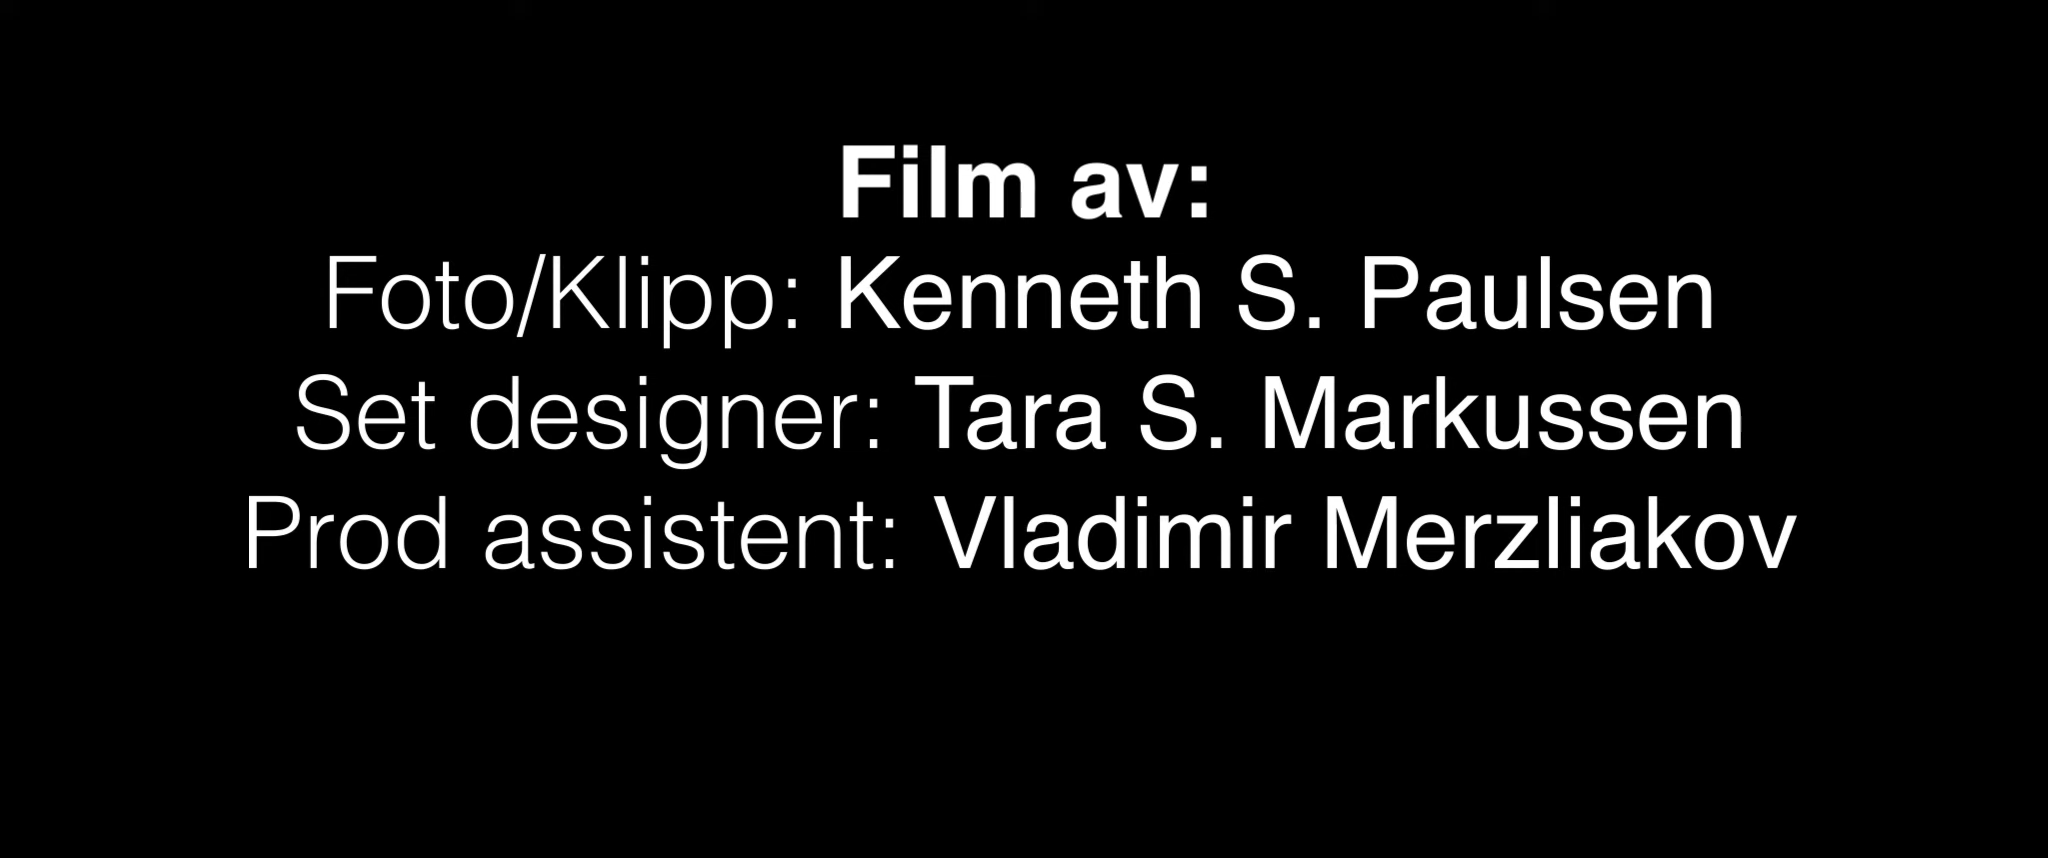 Film av:
Foto/Klipp: Kenneth S. Paulsen
Set designer: Tara S. Markussen
Prod assistent: Vladimir Merzliakov